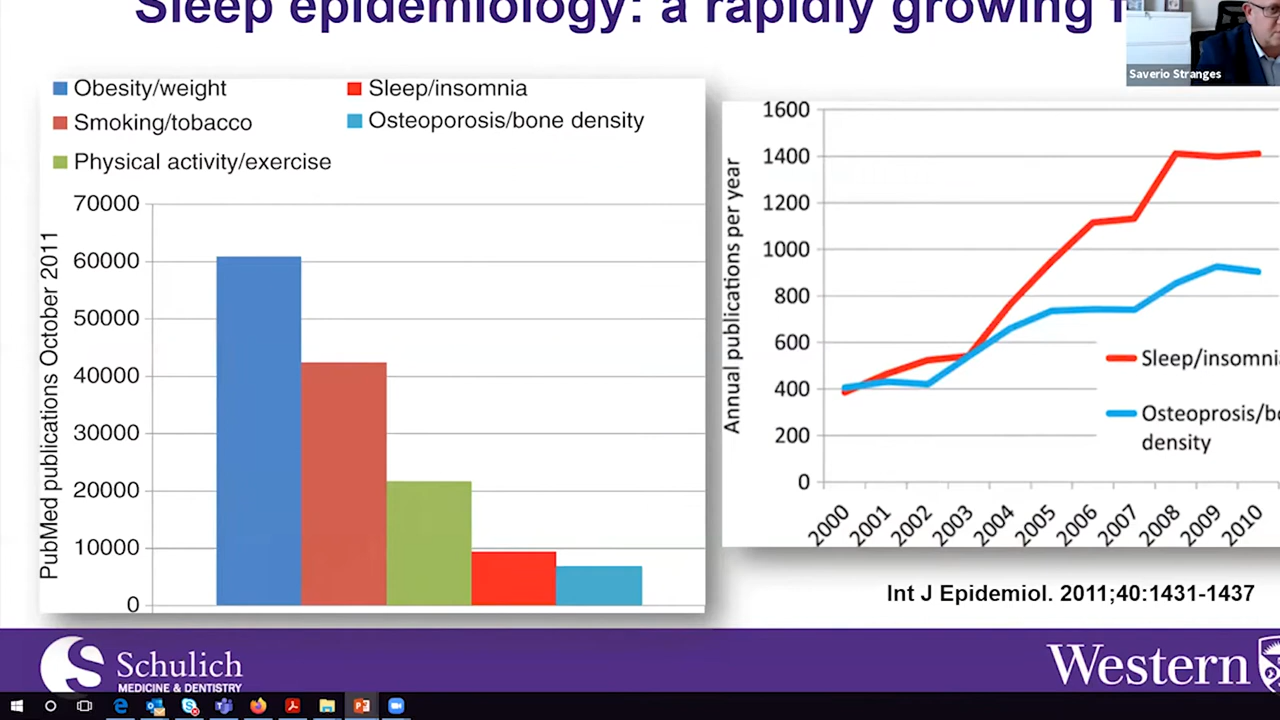 Sleep epidemiology: a rapidly growing f
Saverio Stranges
Obesity/weight
Sleep/insomnia
Smoking/tobacco
Osteoporosis/bone density
Physical activity/exercise
PubMed publications October 2011
70000
60000
50000
40000
30000
20000
10000
0
Annual publications per year
1600
1400
1200
1000
800
600
400
200
0
Sleep/insomnia
Osteoprosis/bo
density
2000
2001
2002
2003
2004
2005
2006
2007
2008
2009
2010
Int J Epidemiol. 2011;40:1431-1437
Schulich
MEDICINE & DENTISTRY
Western